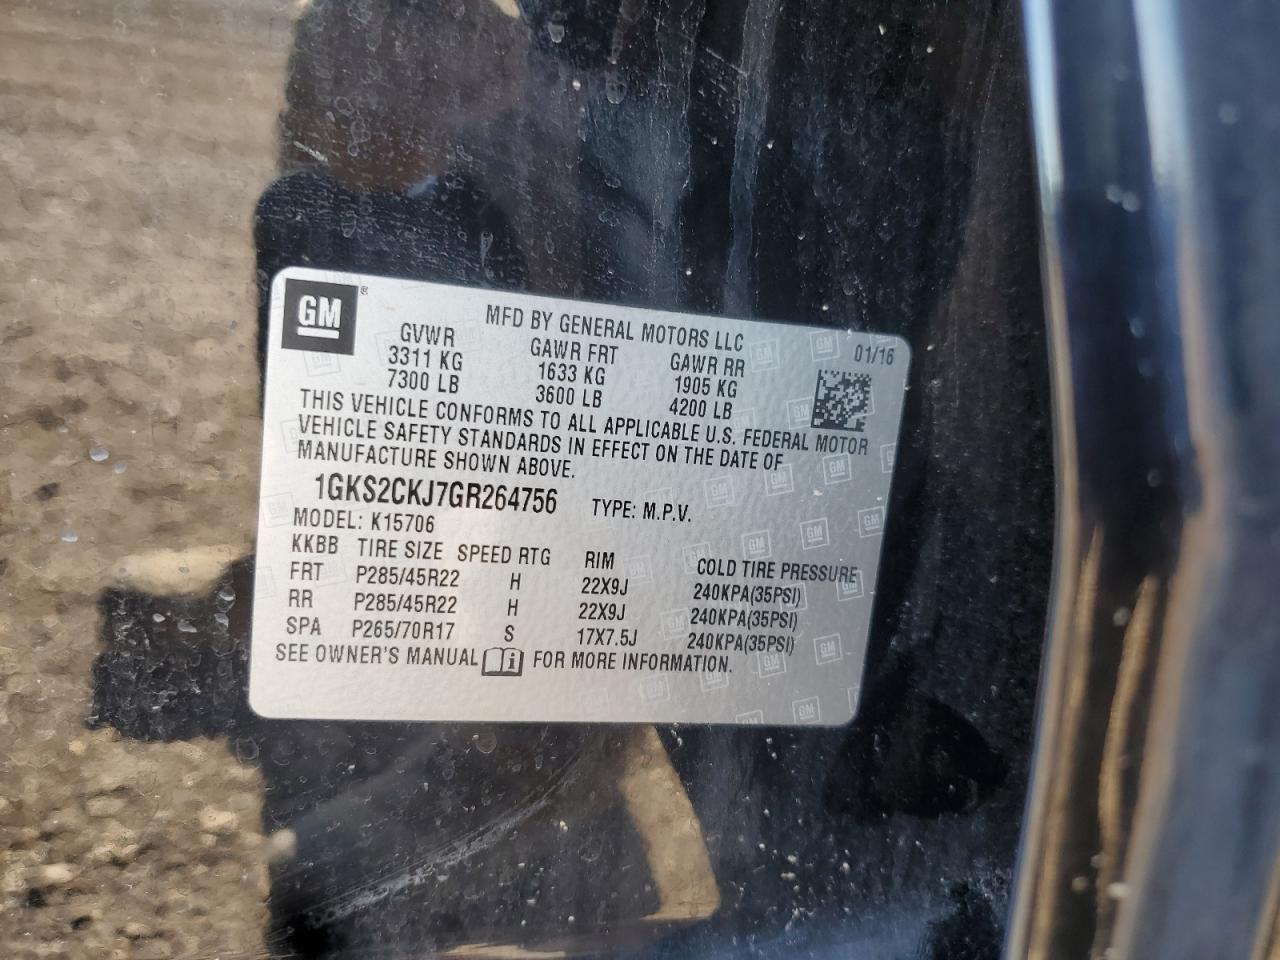 GM ®
MFD BY GENERAL MOTORS LLC
01/16
GVWR GAWR FRT GAWR RR
3311 KG 1633 KG 1905 KG
7300 LB 3600 LB 4200 LB
THIS VEHICLE CONFORMS TO ALL APPLICABLE U.S. FEDERAL MOTOR
VEHICLE SAFETY STANDARDS IN EFFECT ON THE DATE OF
MANUFACTURE SHOWN ABOVE.
1GKS2CKJ7GR264756 TYPE: M.P.V.
MODEL: K15706
KKBB TIRE SIZE SPEED RTG RIM COLD TIRE PRESSURE
FRT P285/45R22 H 22X9J 240KPA(35PSI)
RR P285/45R22 H 22X9J 240KPA(35PSI)
SPA P265/70R17 S 17X7.5J 240KPA(35PSI)
SEE OWNER'S MANUAL FOR MORE INFORMATION.